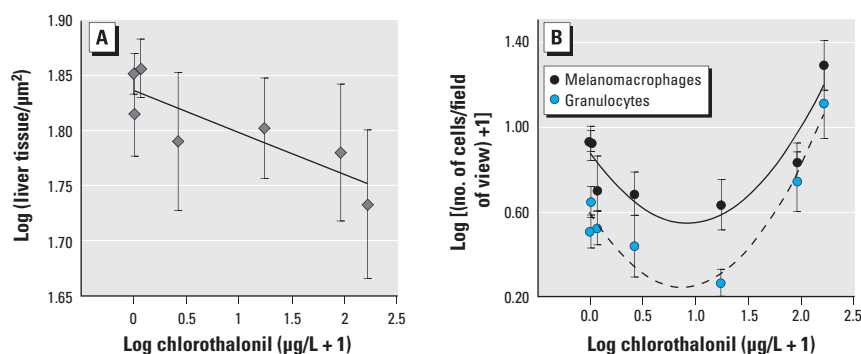 A
1.90
1.85
1.80
1.75
1.70
1.65
Log (liver tissue/μm²)
0
0.5
1
1.5
2
2.5
Log chlorothalonil (μg/L + 1)
B
1.40
1.00
0.60
0.20
Log [(no. of cells/field
of view) +1]
Melanomacrophages
Granulocytes
0.0
0.5
1.0
1.5
2.0
2.5
Log chlorothalonil (μg/L + 1)